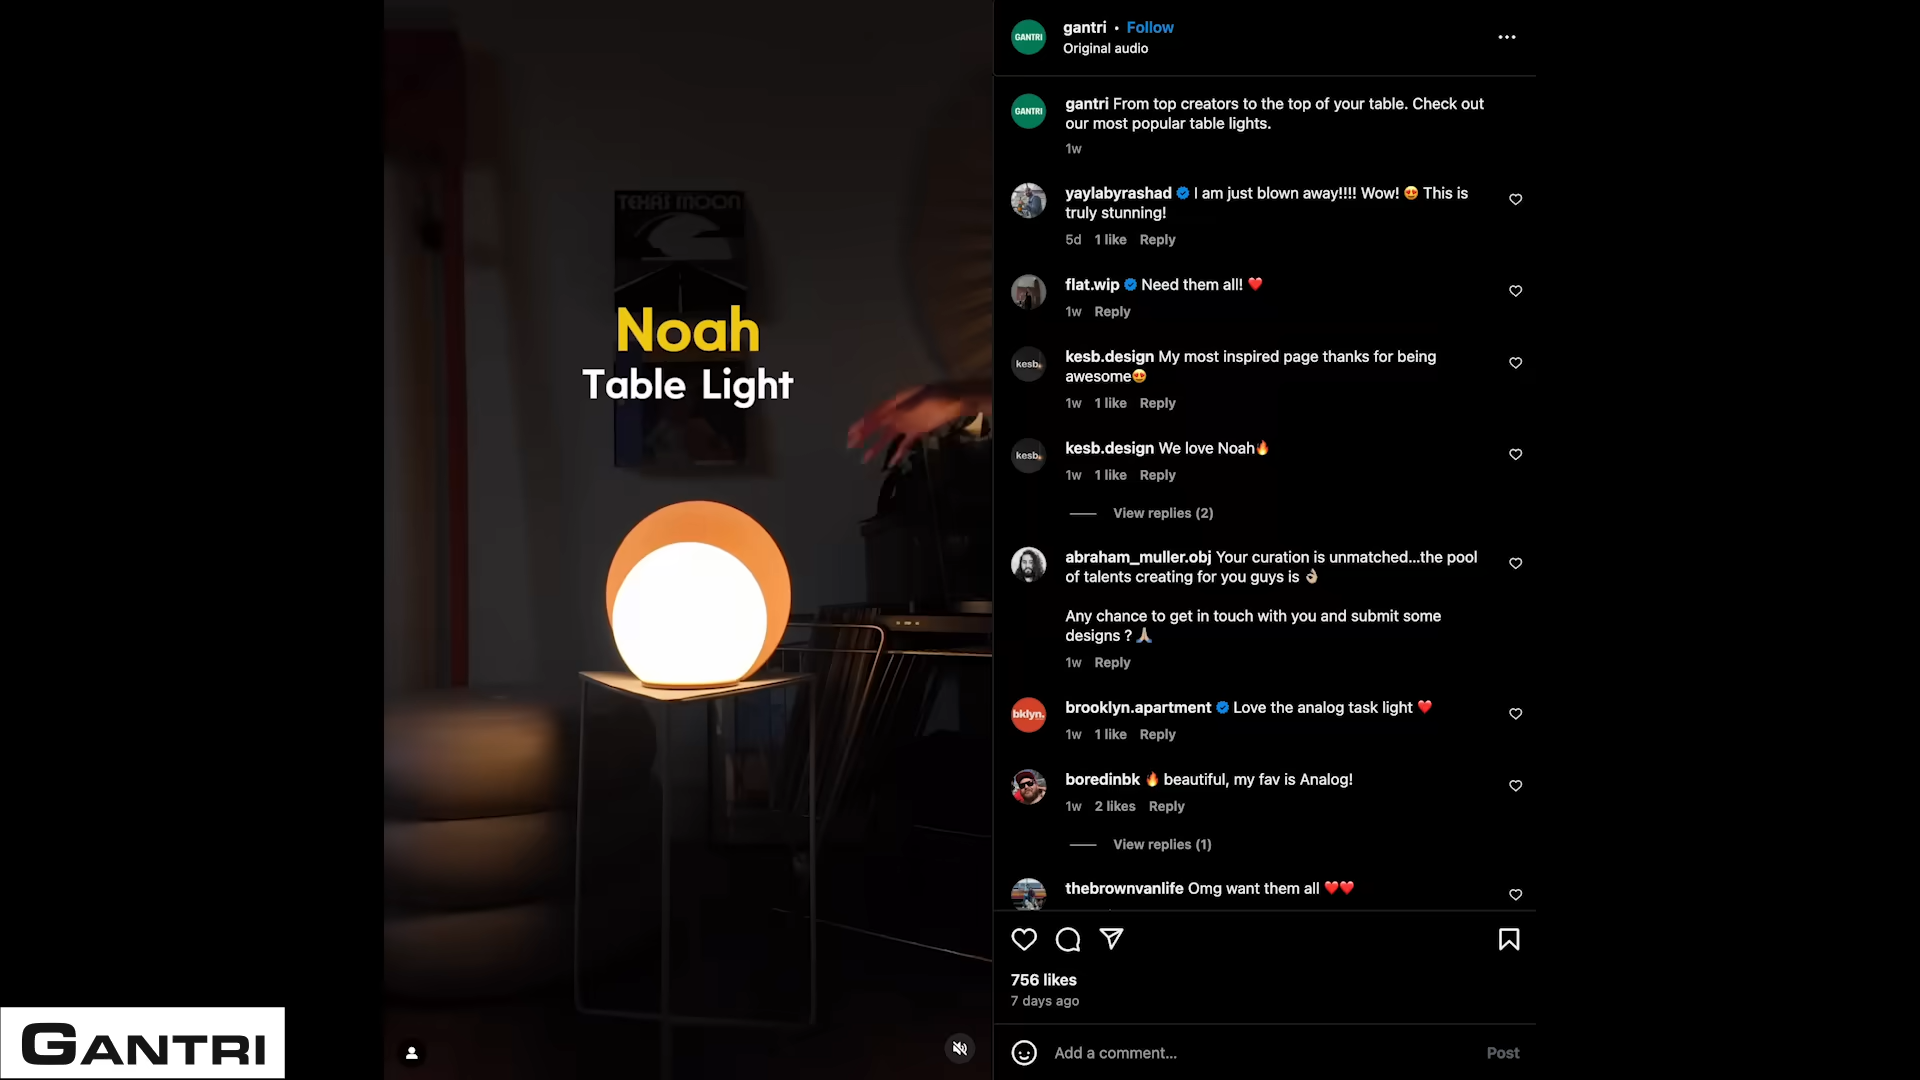 TEXAS MOON
Noah
Table Light
GANTRI
GANTRI
gantri • Follow
Original audio
GANTRI
gantri From top creators to the top of your table. Check out
our most popular table lights.
1w
yaylabyrashad I am just blown away!!!! Wow! 😍 This is
truly stunning!
5d 1 like Reply
flat.wip Need them all! ❤️
1w Reply
kesb.
kesb.design My most inspired page thanks for being
awesome😍
1w 1 like Reply
kesb.
kesb.design We love Noah🔥
1w 1 like Reply
View replies (2)
abraham_muller.obj Your curation is unmatched...the pool
of talents creating for you guys is 👌🏼
Any chance to get in touch with you and submit some
designs ? 🙏🏼
1w Reply
bklyn.
brooklyn.apartment Love the analog task light ❤️
1w 1 like Reply
boredinbk 🔥 beautiful, my fav is Analog!
1w 2 likes Reply
View replies (1)
thebrownvanlife Omg want them all ❤️❤️
756 likes
7 days ago
Add a comment...
Post